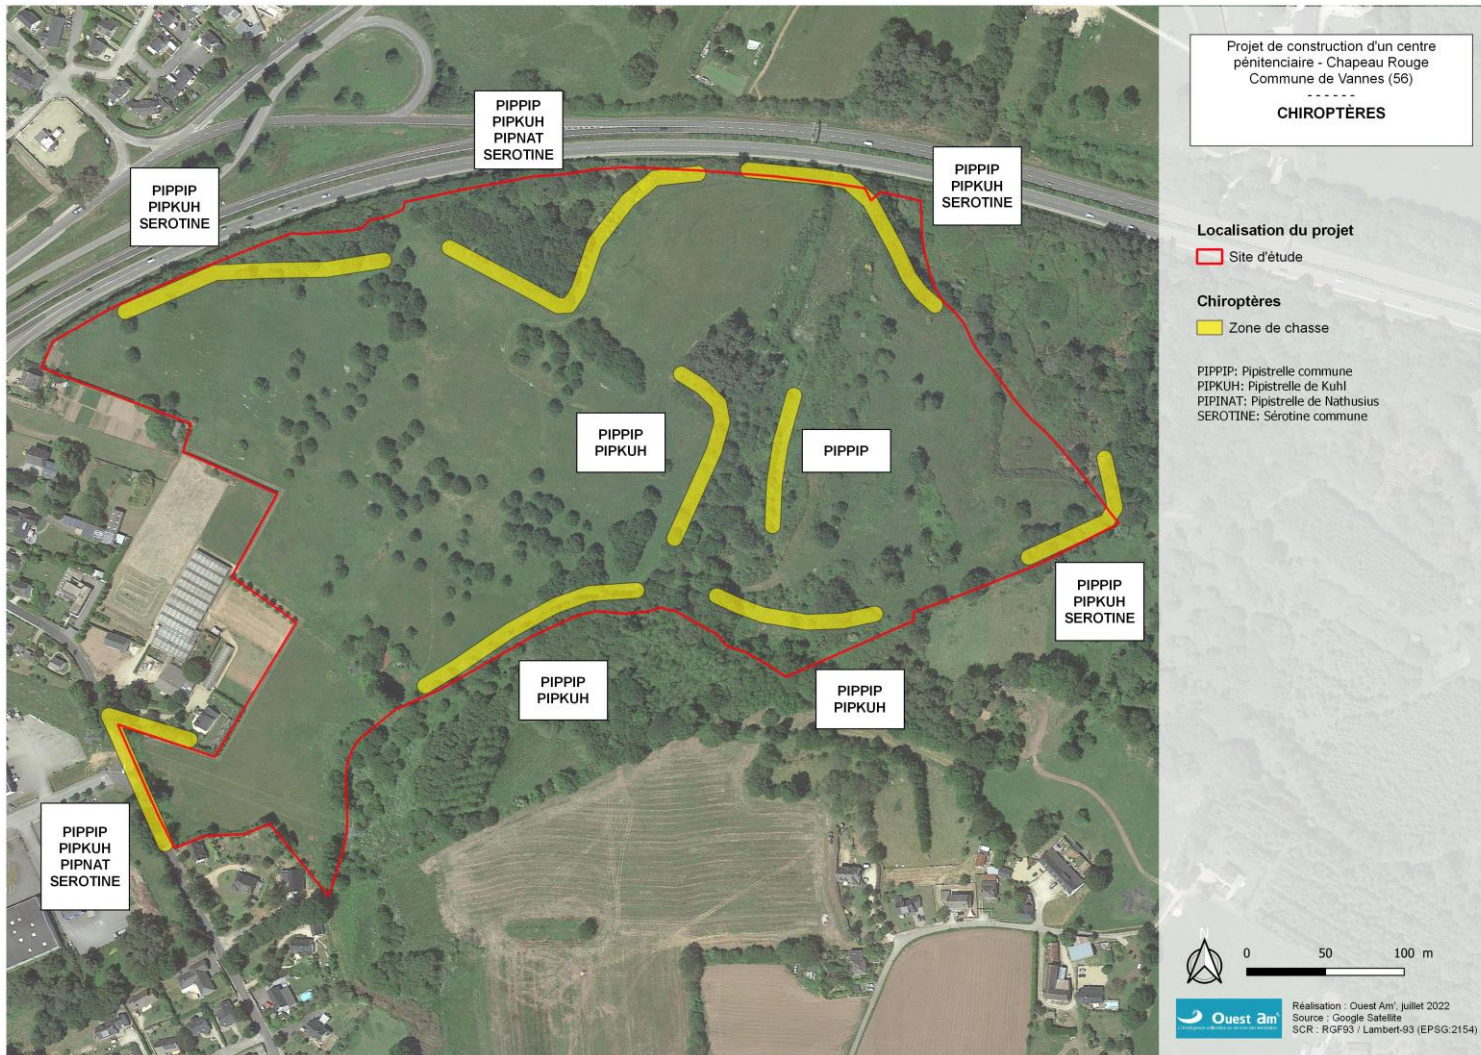 Projet de construction d'un centre
pénitenciaire - Chapeau Rouge
Commune de Vannes (56)
- - - - - -
CHIROPTÈRES
PIPPIP
PIPKUH
PIPNAT
SEROTINE
PIPPIP
PIPKUH
SEROTINE
PIPPIP
PIPKUH
SEROTINE
PIPPIP
PIPKUH
PIPPIP
PIPPIP
PIPKUH
SEROTINE
PIPPIP
PIPKUH
PIPPIP
PIPKUH
PIPPIP
PIPKUH
PIPNAT
SEROTINE
Localisation du projet
Site d'étude
Chiroptères
Zone de chasse
PIPPIP: Pipistrelle commune
PIPKUH: Pipistrelle de Kuhl
PIPINAT: Pipistrelle de Nathusius
SEROTINE: Sérotine commune
N
0 50 100 m
Ouest am'
Réalisation : Ouest Am', juillet 2022
Source : Google Satellite
SCR : RGF93 / Lambert-93 (EPSG:2154)